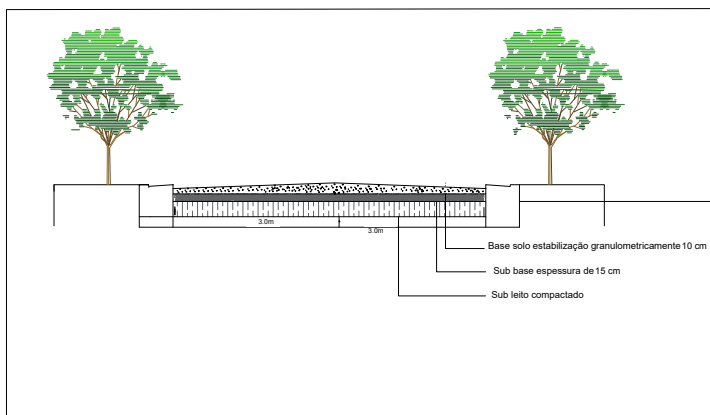 3.0m
3.0m
Base solo estabilização granulometricamente 10 cm
Sub base espessura de 15 cm
Sub leito compactado